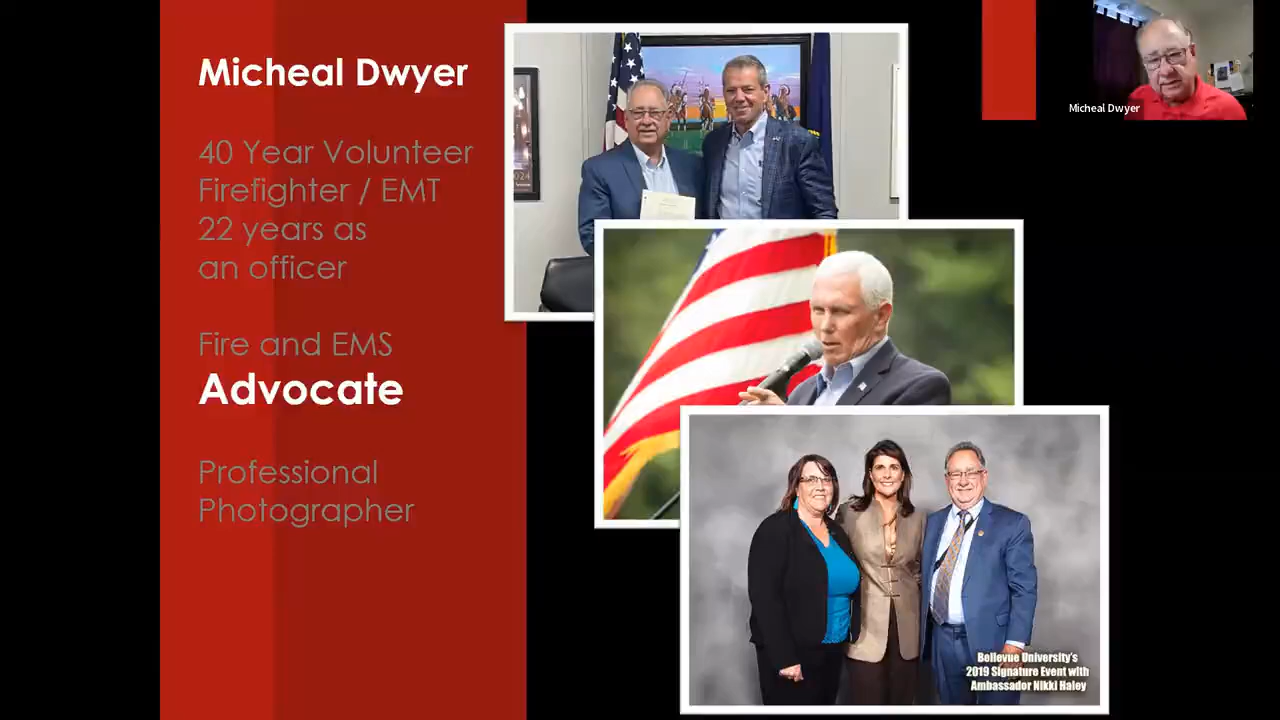 Micheal Dwyer
40 Year Volunteer
Firefighter / EMT
22 years as
an officer
Fire and EMS
Advocate
Professional
Photographer
024
Bellevue University's
2019 Signature Event with
Ambassador Nikki Haley
Micheal Dwyer